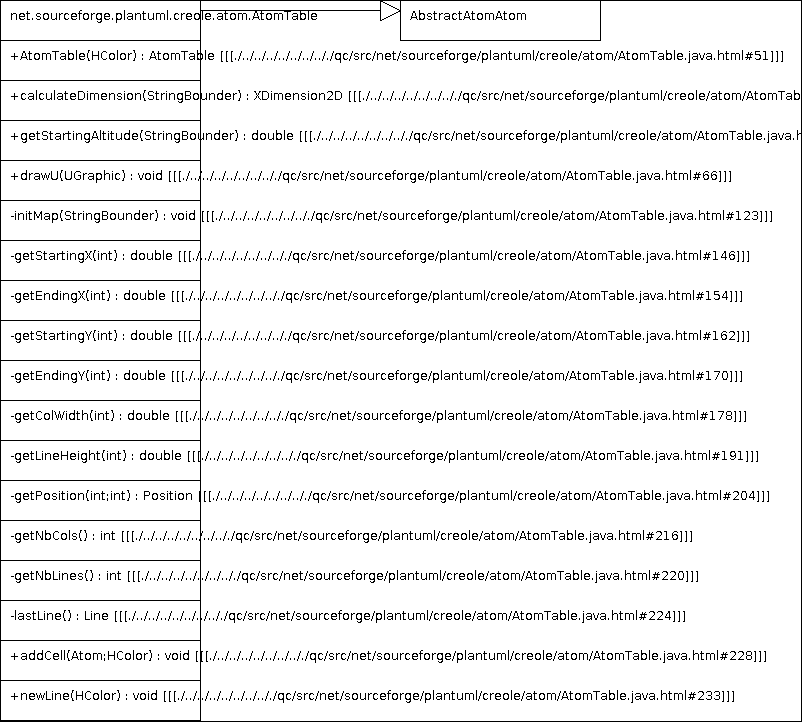 net.sourceforge.plantuml.creole.atom.AtomTable
AbstractAtomAtom
+AtomTable(HColor) : AtomTable [[[./../../../../../../../../qc/src/net/sourceforge/plantuml/creole/atom/AtomTable.java.html#51]]]
+calculateDimension(StringBounder) : XDimension2D [[[./../../../../../../../../qc/src/net/sourceforge/plantuml/creole/atom/AtomTab
+getStartingAltitude(StringBounder) : double [[[./../../../../../../../../qc/src/net/sourceforge/plantuml/creole/atom/AtomTable.java.h
+drawU(UGraphic) : void [[[./../../../../../../../../qc/src/net/sourceforge/plantuml/creole/atom/AtomTable.java.html#66]]]
-initMap(StringBounder) : void [[[./../../../../../../../../qc/src/net/sourceforge/plantuml/creole/atom/AtomTable.java.html#123]]]
-getStartingX(int) : double [[[./../../../../../../../../qc/src/net/sourceforge/plantuml/creole/atom/AtomTable.java.html#146]]]
-getEndingX(int) : double [[[./../../../../../../../../qc/src/net/sourceforge/plantuml/creole/atom/AtomTable.java.html#154]]]
-getStartingY(int) : double [[[./../../../../../../../../qc/src/net/sourceforge/plantuml/creole/atom/AtomTable.java.html#162]]]
-getEndingY(int) : double [[[./../../../../../../../../qc/src/net/sourceforge/plantuml/creole/atom/AtomTable.java.html#170]]]
-getColWidth(int) : double [[[./../../../../../../../../qc/src/net/sourceforge/plantuml/creole/atom/AtomTable.java.html#178]]]
-getLineHeight(int) : double [[[./../../../../../../../../qc/src/net/sourceforge/plantuml/creole/atom/AtomTable.java.html#191]]]
-getPosition(int;int) : Position [[[./../../../../../../../../qc/src/net/sourceforge/plantuml/creole/atom/AtomTable.java.html#204]]]
-getNbCols() : int [[[./../../../../../../../../qc/src/net/sourceforge/plantuml/creole/atom/AtomTable.java.html#216]]]
-getNbLines() : int [[[./../../../../../../../../qc/src/net/sourceforge/plantuml/creole/atom/AtomTable.java.html#220]]]
-lastLine() : Line [[[./../../../../../../../../qc/src/net/sourceforge/plantuml/creole/atom/AtomTable.java.html#224]]]
+addCell(Atom;HColor) : void [[[./../../../../../../../../qc/src/net/sourceforge/plantuml/creole/atom/AtomTable.java.html#228]]]
+newLine(HColor) : void [[[./../../../../../../../../qc/src/net/sourceforge/plantuml/creole/atom/AtomTable.java.html#233]]]